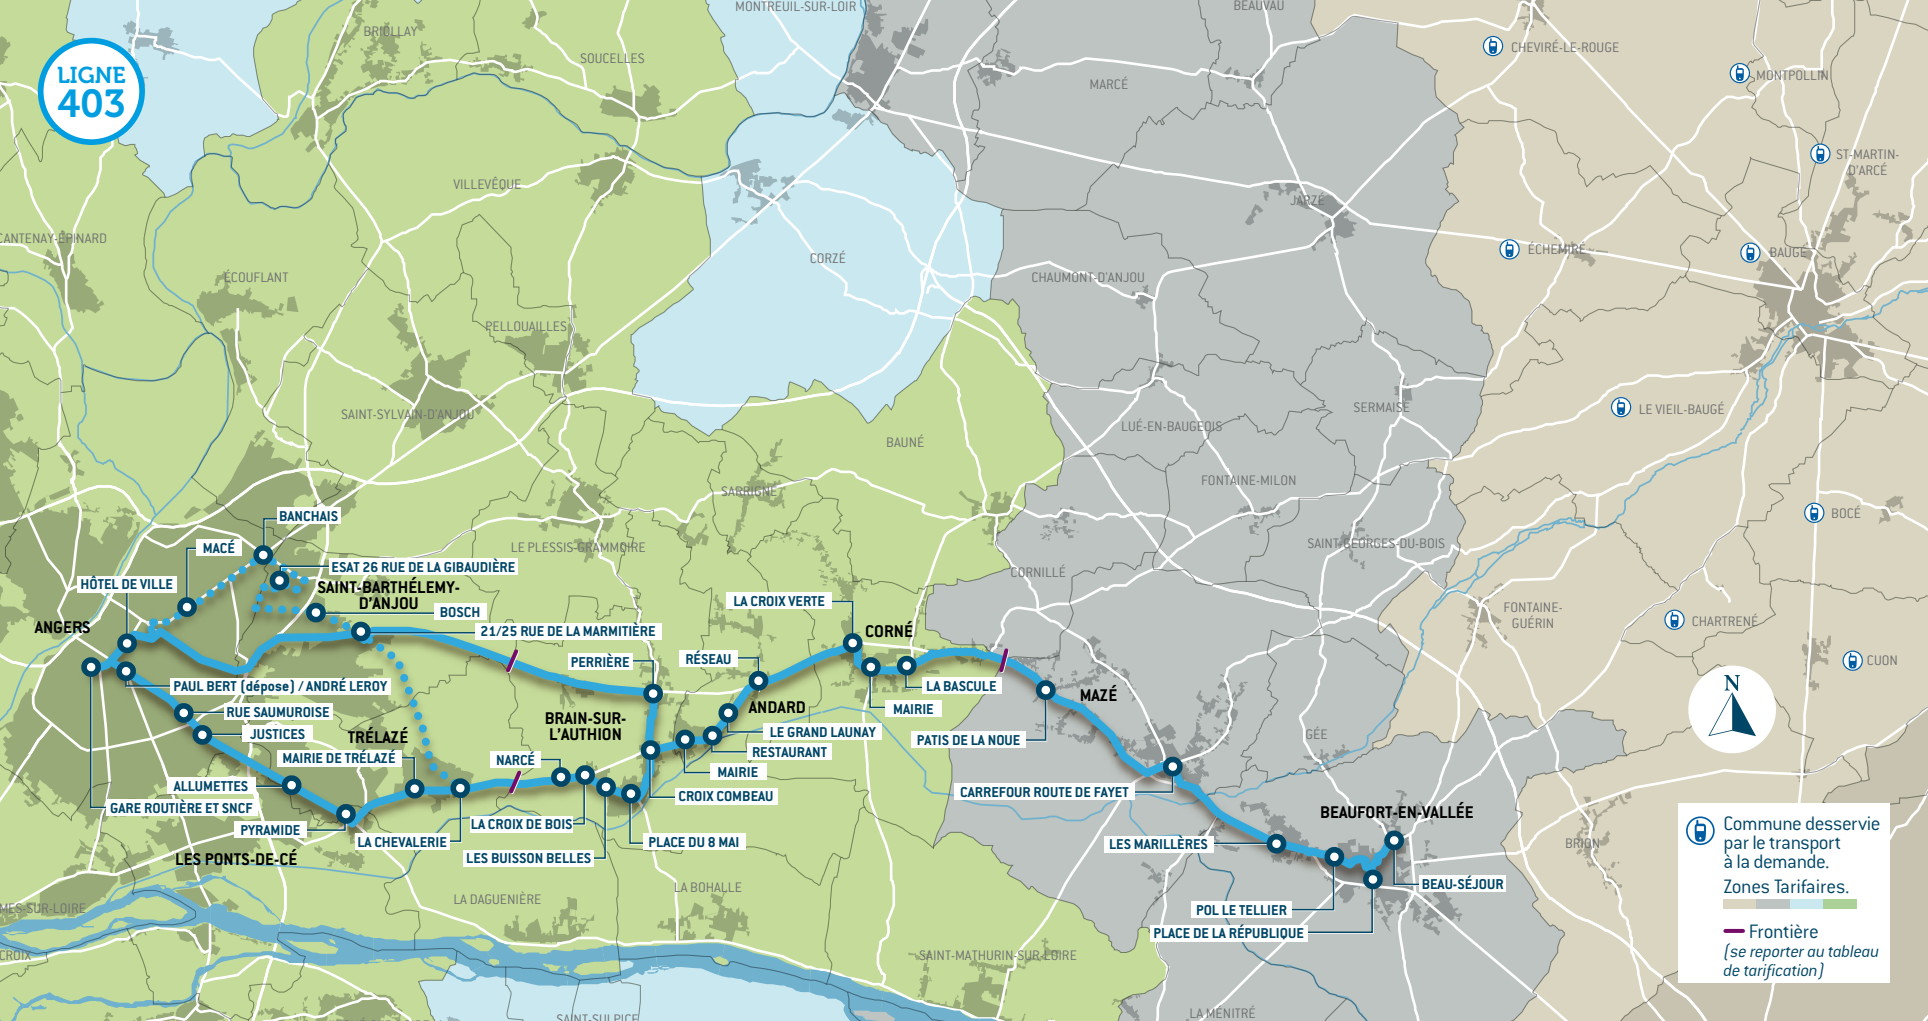 LIGNE
403
MONTREUIL-SUR-LOIR
BEAUVAU
BRIOLLAY
SOUCELLES
CHEVIRÉ-LE-ROUGE
MONTPOLLIN
MARCÉ
ST-MARTIN-
D'ARCÉ
VILLEVÊQUE
JARZÉ
CANTENAY-ÉPINARD
CORZÉ
ÉCHEMIRÉ
BAUGÉ
ÉCOUFLANT
CHAUMONT-D'ANJOU
PELLOUAILLES
SAINT-SYLVAIN-D'ANJOU
SERMAISE
LE VIEIL-BAUGÉ
LUÉ-EN-BAUGEOIS
BAUNÉ
FONTAINE-MILON
SARRIGNÉ
BOCÉ
BANCHAIS
MACÉ
LE PLESSIS-GRAMMOIRE
SAINT-GEORGES-DU-BOIS
ESAT 26 RUE DE LA GIBAUDIÈRE
CORNILLÉ
HÔTEL DE VILLE
SAINT-BARTHÉLEMY-
D'ANJOU
LA CROIX VERTE
FONTAINE-
GUÉRIN
BOSCH
CHARTRENÉ
ANGERS
21/25 RUE DE LA MARMITIÈRE
CORNÉ
PERRIÈRE
RÉSEAU
CUON
PAUL BERT (dépose) / ANDRÉ LEROY
LA BASCULE
N
MAZÉ
RUE SAUMUROISE
BRAIN-SUR-
L'AUTHION
ANDARD
MAIRIE
JUSTICES
TRÉLAZÉ
LE GRAND LAUNAY
PATIS DE LA NOUE
GÉE
RESTAURANT
MAIRIE DE TRÉLAZÉ
NARCÉ
MAIRIE
ALLUMETTES
CROIX COMBEAU
CARREFOUR ROUTE DE FAYET
GARE ROUTIÈRE ET SNCF
BEAUFORT-EN-VALLÉE
PYRAMIDE
LA CROIX DE BOIS
LA CHEVALERIE
PLACE DU 8 MAI
LES MARILLÈRES
BRION
LES PONTS-DE-CÉ
LES BUISSON BELLES
BEAU-SÉJOUR
LA DAGUENIÈRE
LA BOHALLE
POL LE TELLIER
MES-SUR-LOIRE
PLACE DE LA RÉPUBLIQUE
CROIX
SAINT-MATHURIN-SUR-LOIRE
LA MÉNITRÉ
SAINT-SULPICE
Commune desservie
par le transport
à la demande.
Zones Tarifaires.
Frontière
(se reporter au tableau
de tarification)